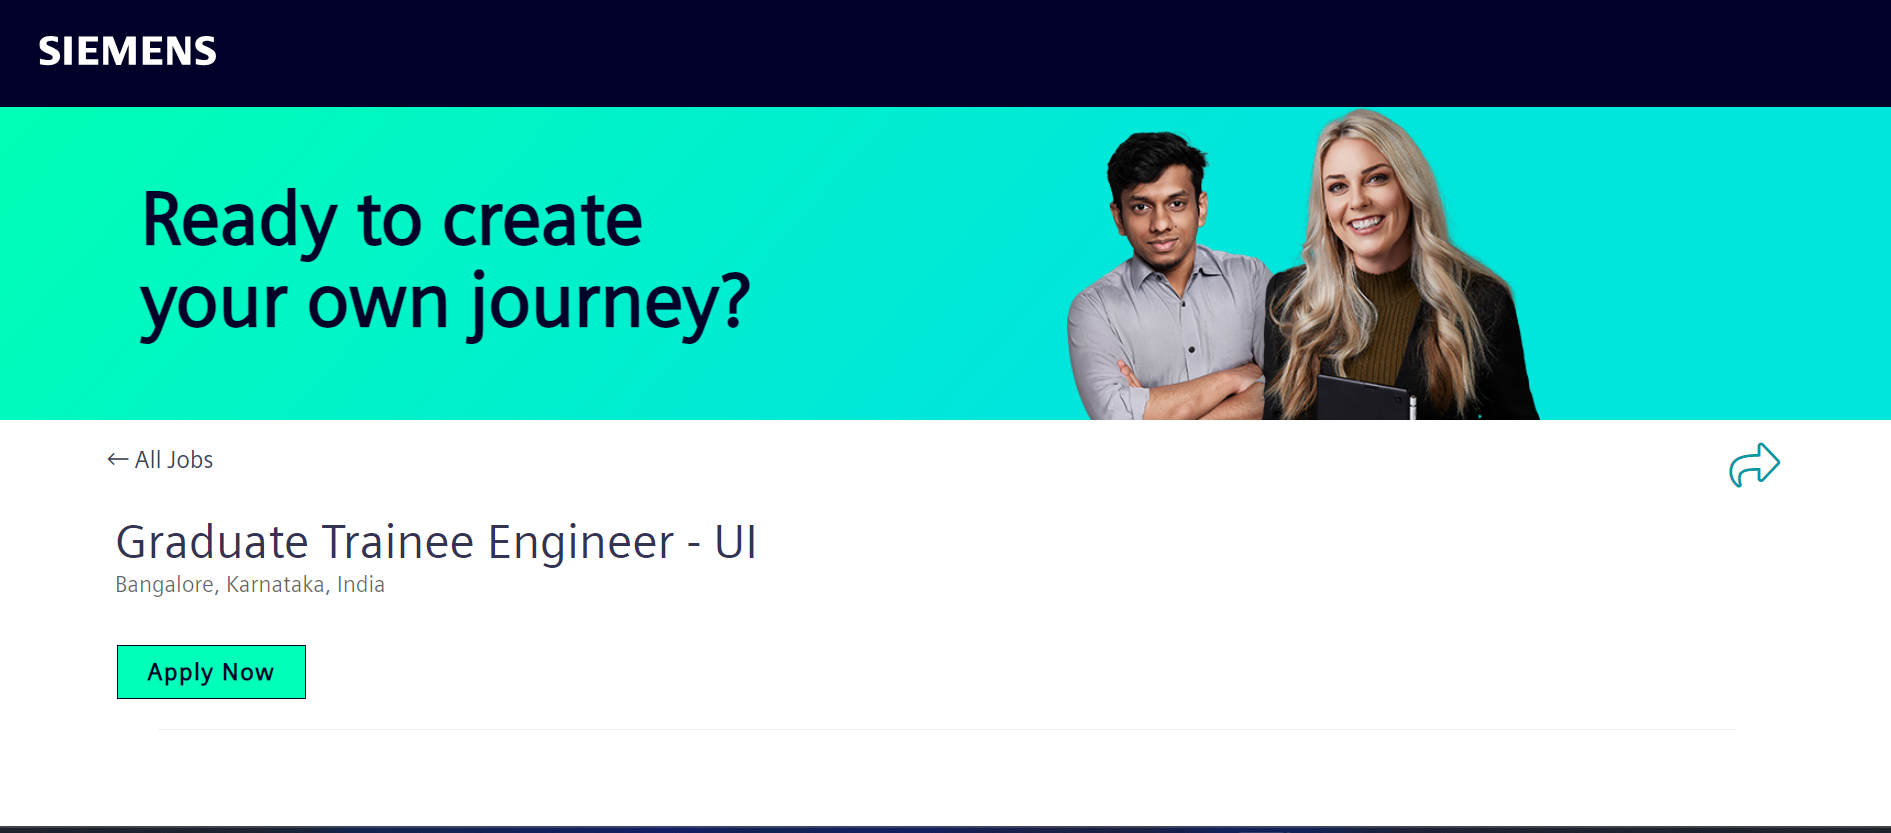 SIEMENS
Ready to create
your own journey?
← All Jobs
Graduate Trainee Engineer - UI
Bangalore, Karnataka, India
Apply Now